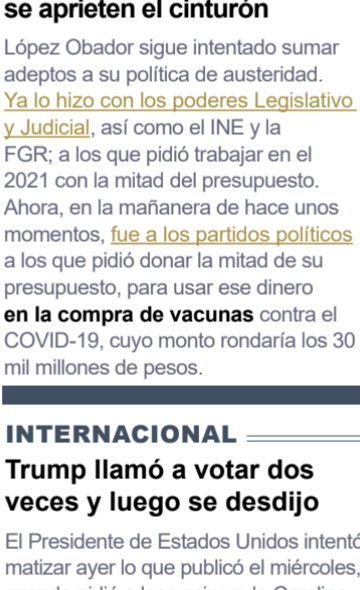 se aprieten el cinturón
López Obador sigue intentado sumar
adeptos a su política de austeridad.
Ya lo hizo con los poderes Legislativo
y Judicial, así como el INE y la
FGR; a los que pidió trabajar en el
2021 con la mitad del presupuesto.
Ahora, en la mañanera de hace unos
momentos, fue a los partidos políticos
a los que pidió donar la mitad de su
presupuesto, para usar ese dinero
en la compra de vacunas contra el
COVID-19, cuyo monto rondaría los 30
mil millones de pesos.
INTERNACIONAL
Trump llamó a votar dos
veces y luego se desdijo
El Presidente de Estados Unidos intentó
matizar ayer lo que publicó el miércoles,